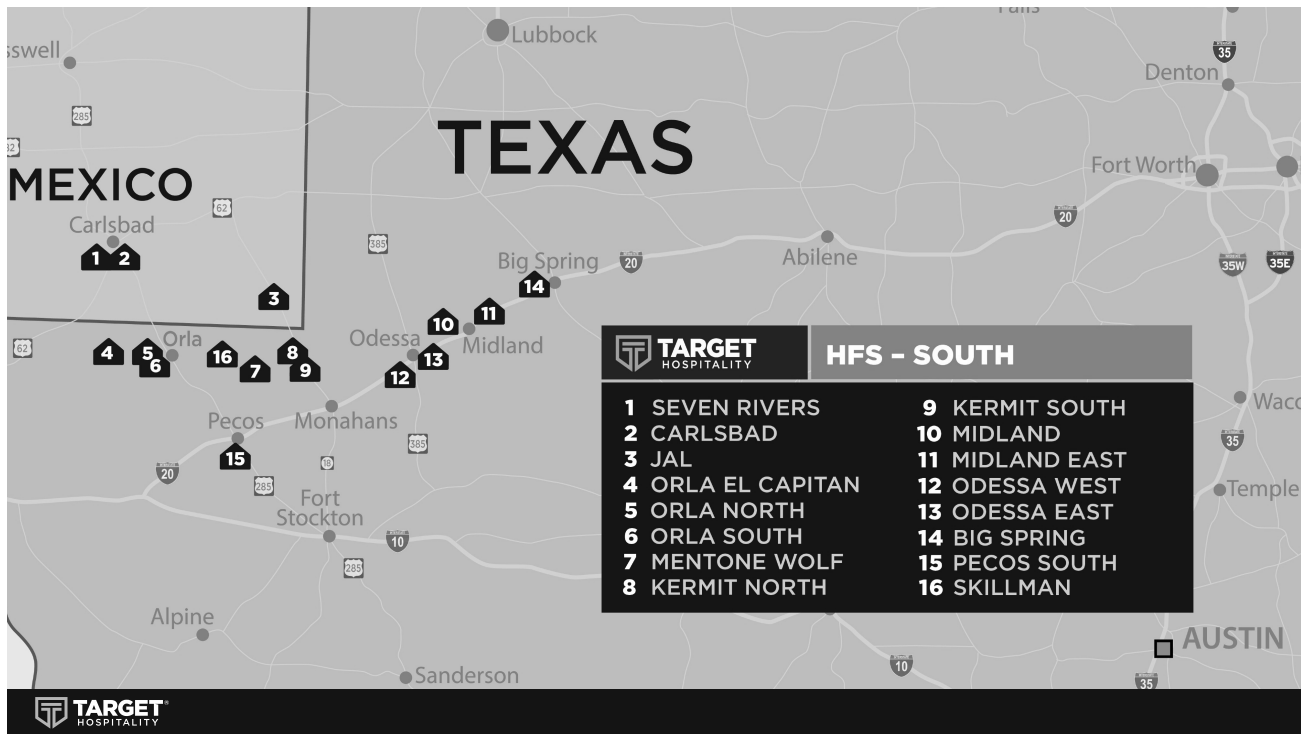 Falls
Lubbock
sswell
35
Denton
285
TEXAS
32
Fort Worth
MEXICO
62
20
385
Carlsbad
1
2
Abilene
Big Spring
20
35W
35E
14
3
11
10
Orla
Odessa
Midland
62
4
5
6
16
7
8
9
13
12
TARGET
HOSPITALITY
HFS – SOUTH
1 SEVEN RIVERS
2 CARLSBAD
3 JAL
4 ORLA EL CAPITAN
5 ORLA NORTH
6 ORLA SOUTH
7 MENTONE WOLF
8 KERMIT NORTH
9 KERMIT SOUTH
10 MIDLAND
11 MIDLAND EAST
12 ODESSA WEST
13 ODESSA EAST
14 BIG SPRING
15 PECOS SOUTH
16 SKILLMAN
Waco
Pecos
Monahans
15
385
35
20
18
285
Temple
Fort
Stockton
10
285
Alpine
AUSTIN
10
Sanderson
35
TARGET
HOSPITALITY